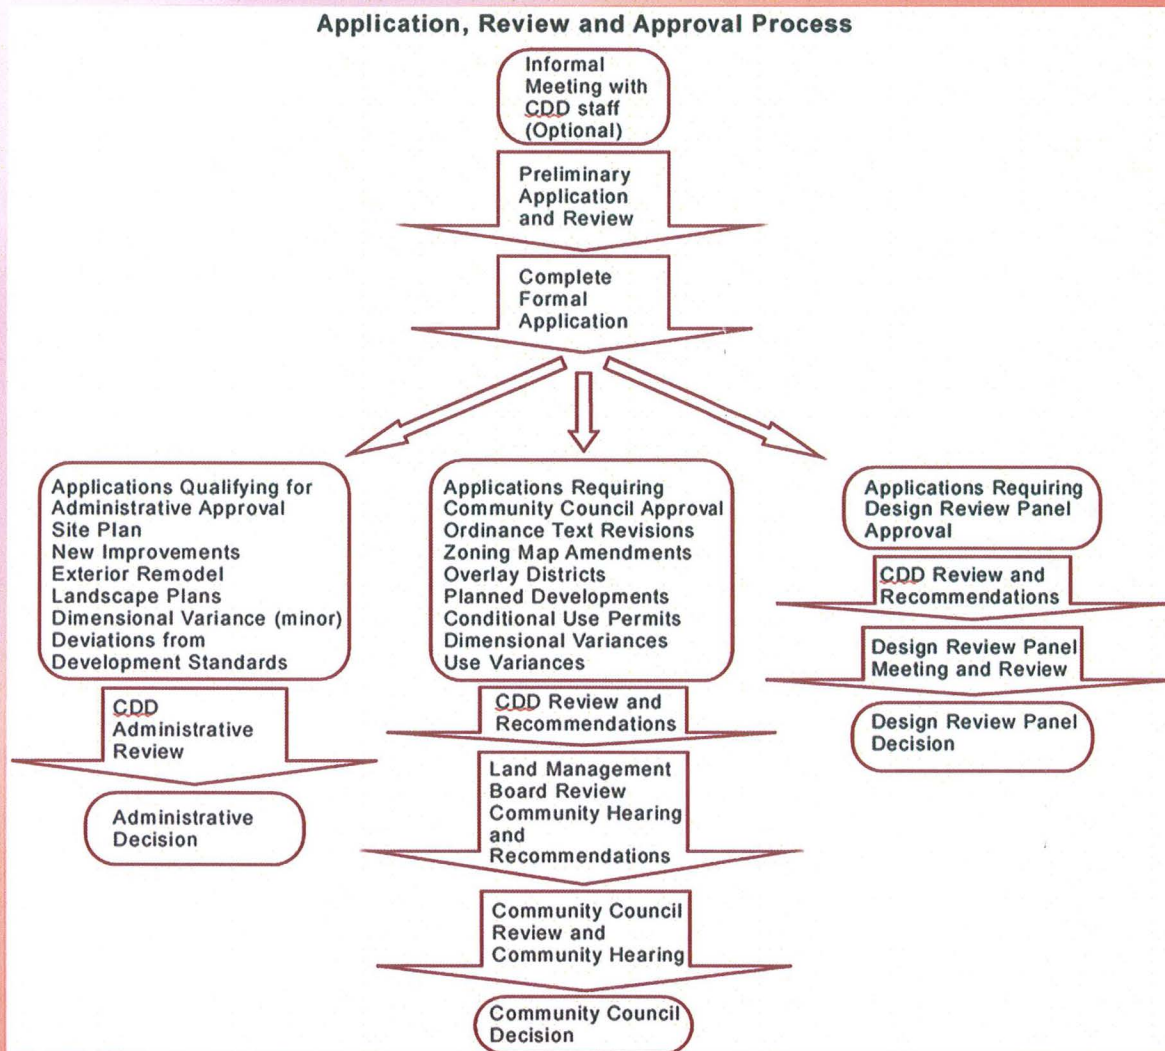 Application, Review and Approval Process
Informal
Meeting with
CDD staff
(Optional)
Preliminary
Application
and Review
Complete
Formal
Application
Applications Qualifying for
Administrative Approval
Site Plan
New Improvements
Exterior Remodel
Landscape Plans
Dimensional Variance (minor)
Deviations from
Development Standards
CDD
Administrative
Review
Administrative
Decision
Applications Requiring
Community Council Approval
Ordinance Text Revisions
Zoning Map Amendments
Overlay Districts
Planned Developments
Conditional Use Permits
Dimensional Variances
Use Variances
CDD Review and
Recommendations
Land Management
Board Review
Community Hearing
and
Recommendations
Community Council
Review and
Community Hearing
Community Council
Decision
Applications Requiring
Design Review Panel
Approval
CDD Review and
Recommendations
Design Review Panel
Meeting and Review
Design Review Panel
Decision